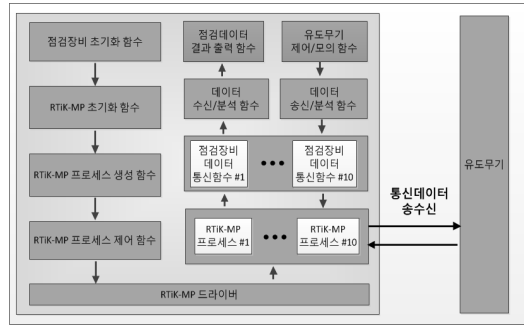 점검장비 초기화 함수
RTiK-MP 초기화 함수
RTiK-MP 프로세스 생성 함수
RTiK-MP 프로세스 제어 함수
점검데이터
결과 출력 함수
유도무기
제어/모의 함수
데이터
수신/분석 함수
데이터
송신/분석 함수
점검장비
데이터
통신함수 #1
•••
점검장비
데이터
통신함수 #10
RTiK-MP
프로세스 #1
•••
RTiK-MP
프로세스 #10
RTiK-MP 드라이버
통신데이터
송수신
유도무기